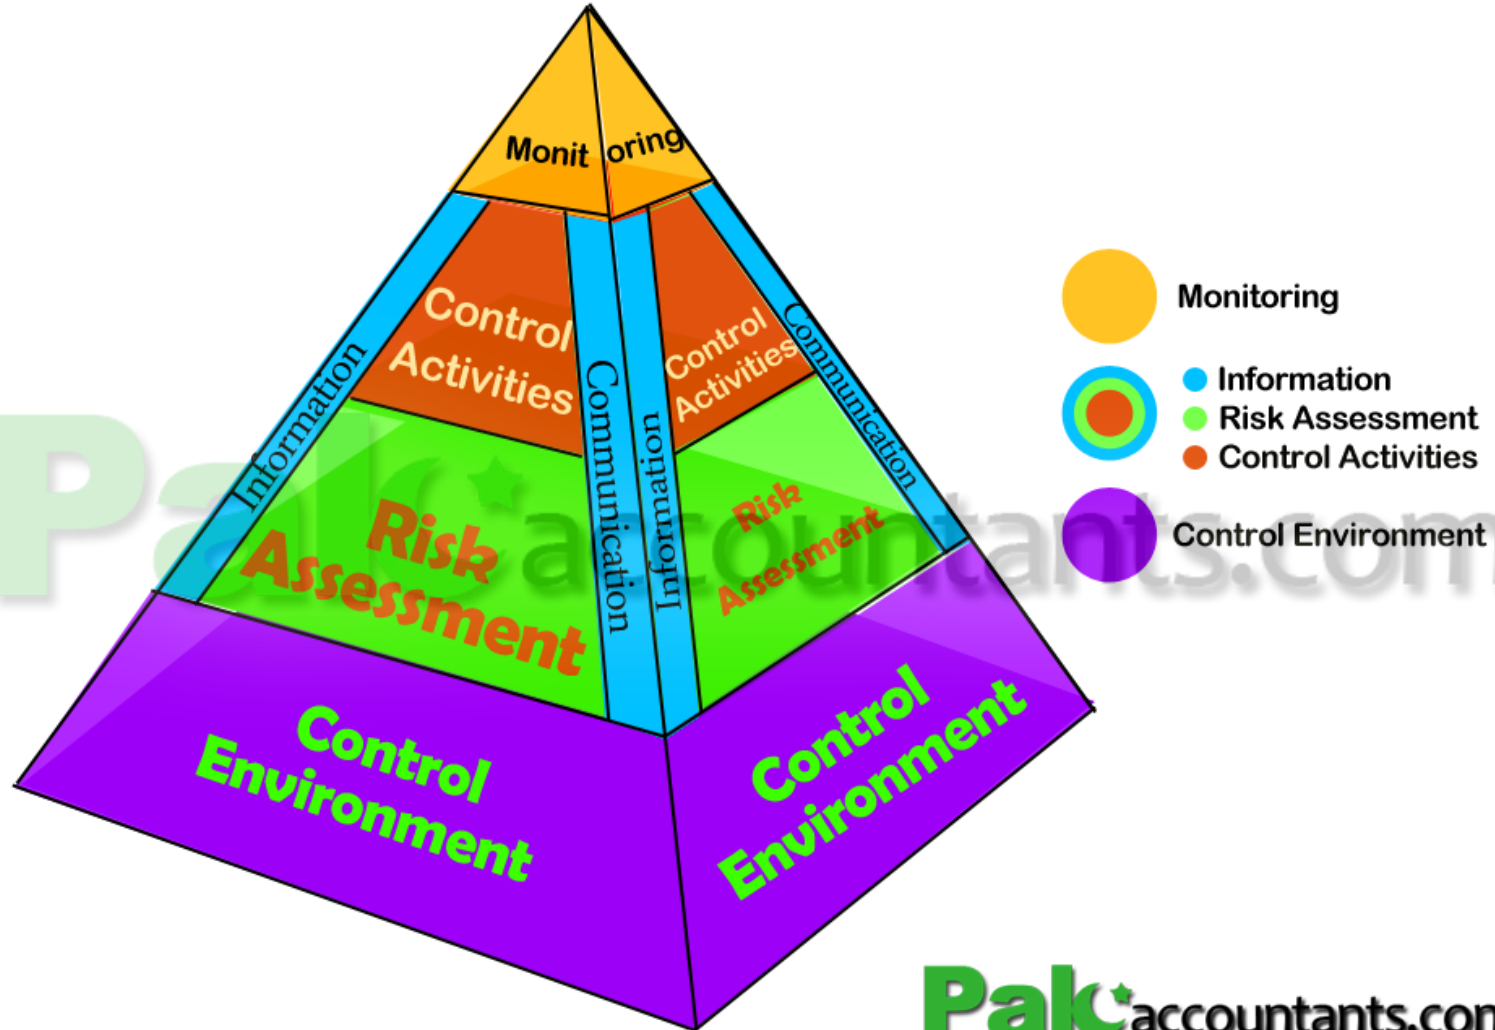 Monit oring
Control
Activities
Control
Activities
Information
Communication
Information
Communication
Risk
Assessment
Risk
Assessment
Control
Environment
Control
Environment
Monitoring
Information
Risk Assessment
Control Activities
Control Environment
Pakaccountants.com
Pakaccountants.com